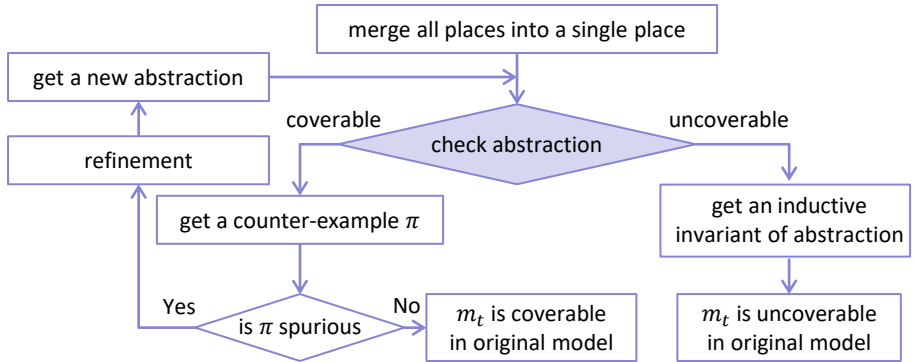 merge all places into a single place
get a new abstraction
coverable
uncoverable
check abstraction
refinement
get a counter-example π
get an inductive
invariant of abstraction
Yes
No
is π spurious
m_t is coverable
in original model
m_t is uncoverable
in original model